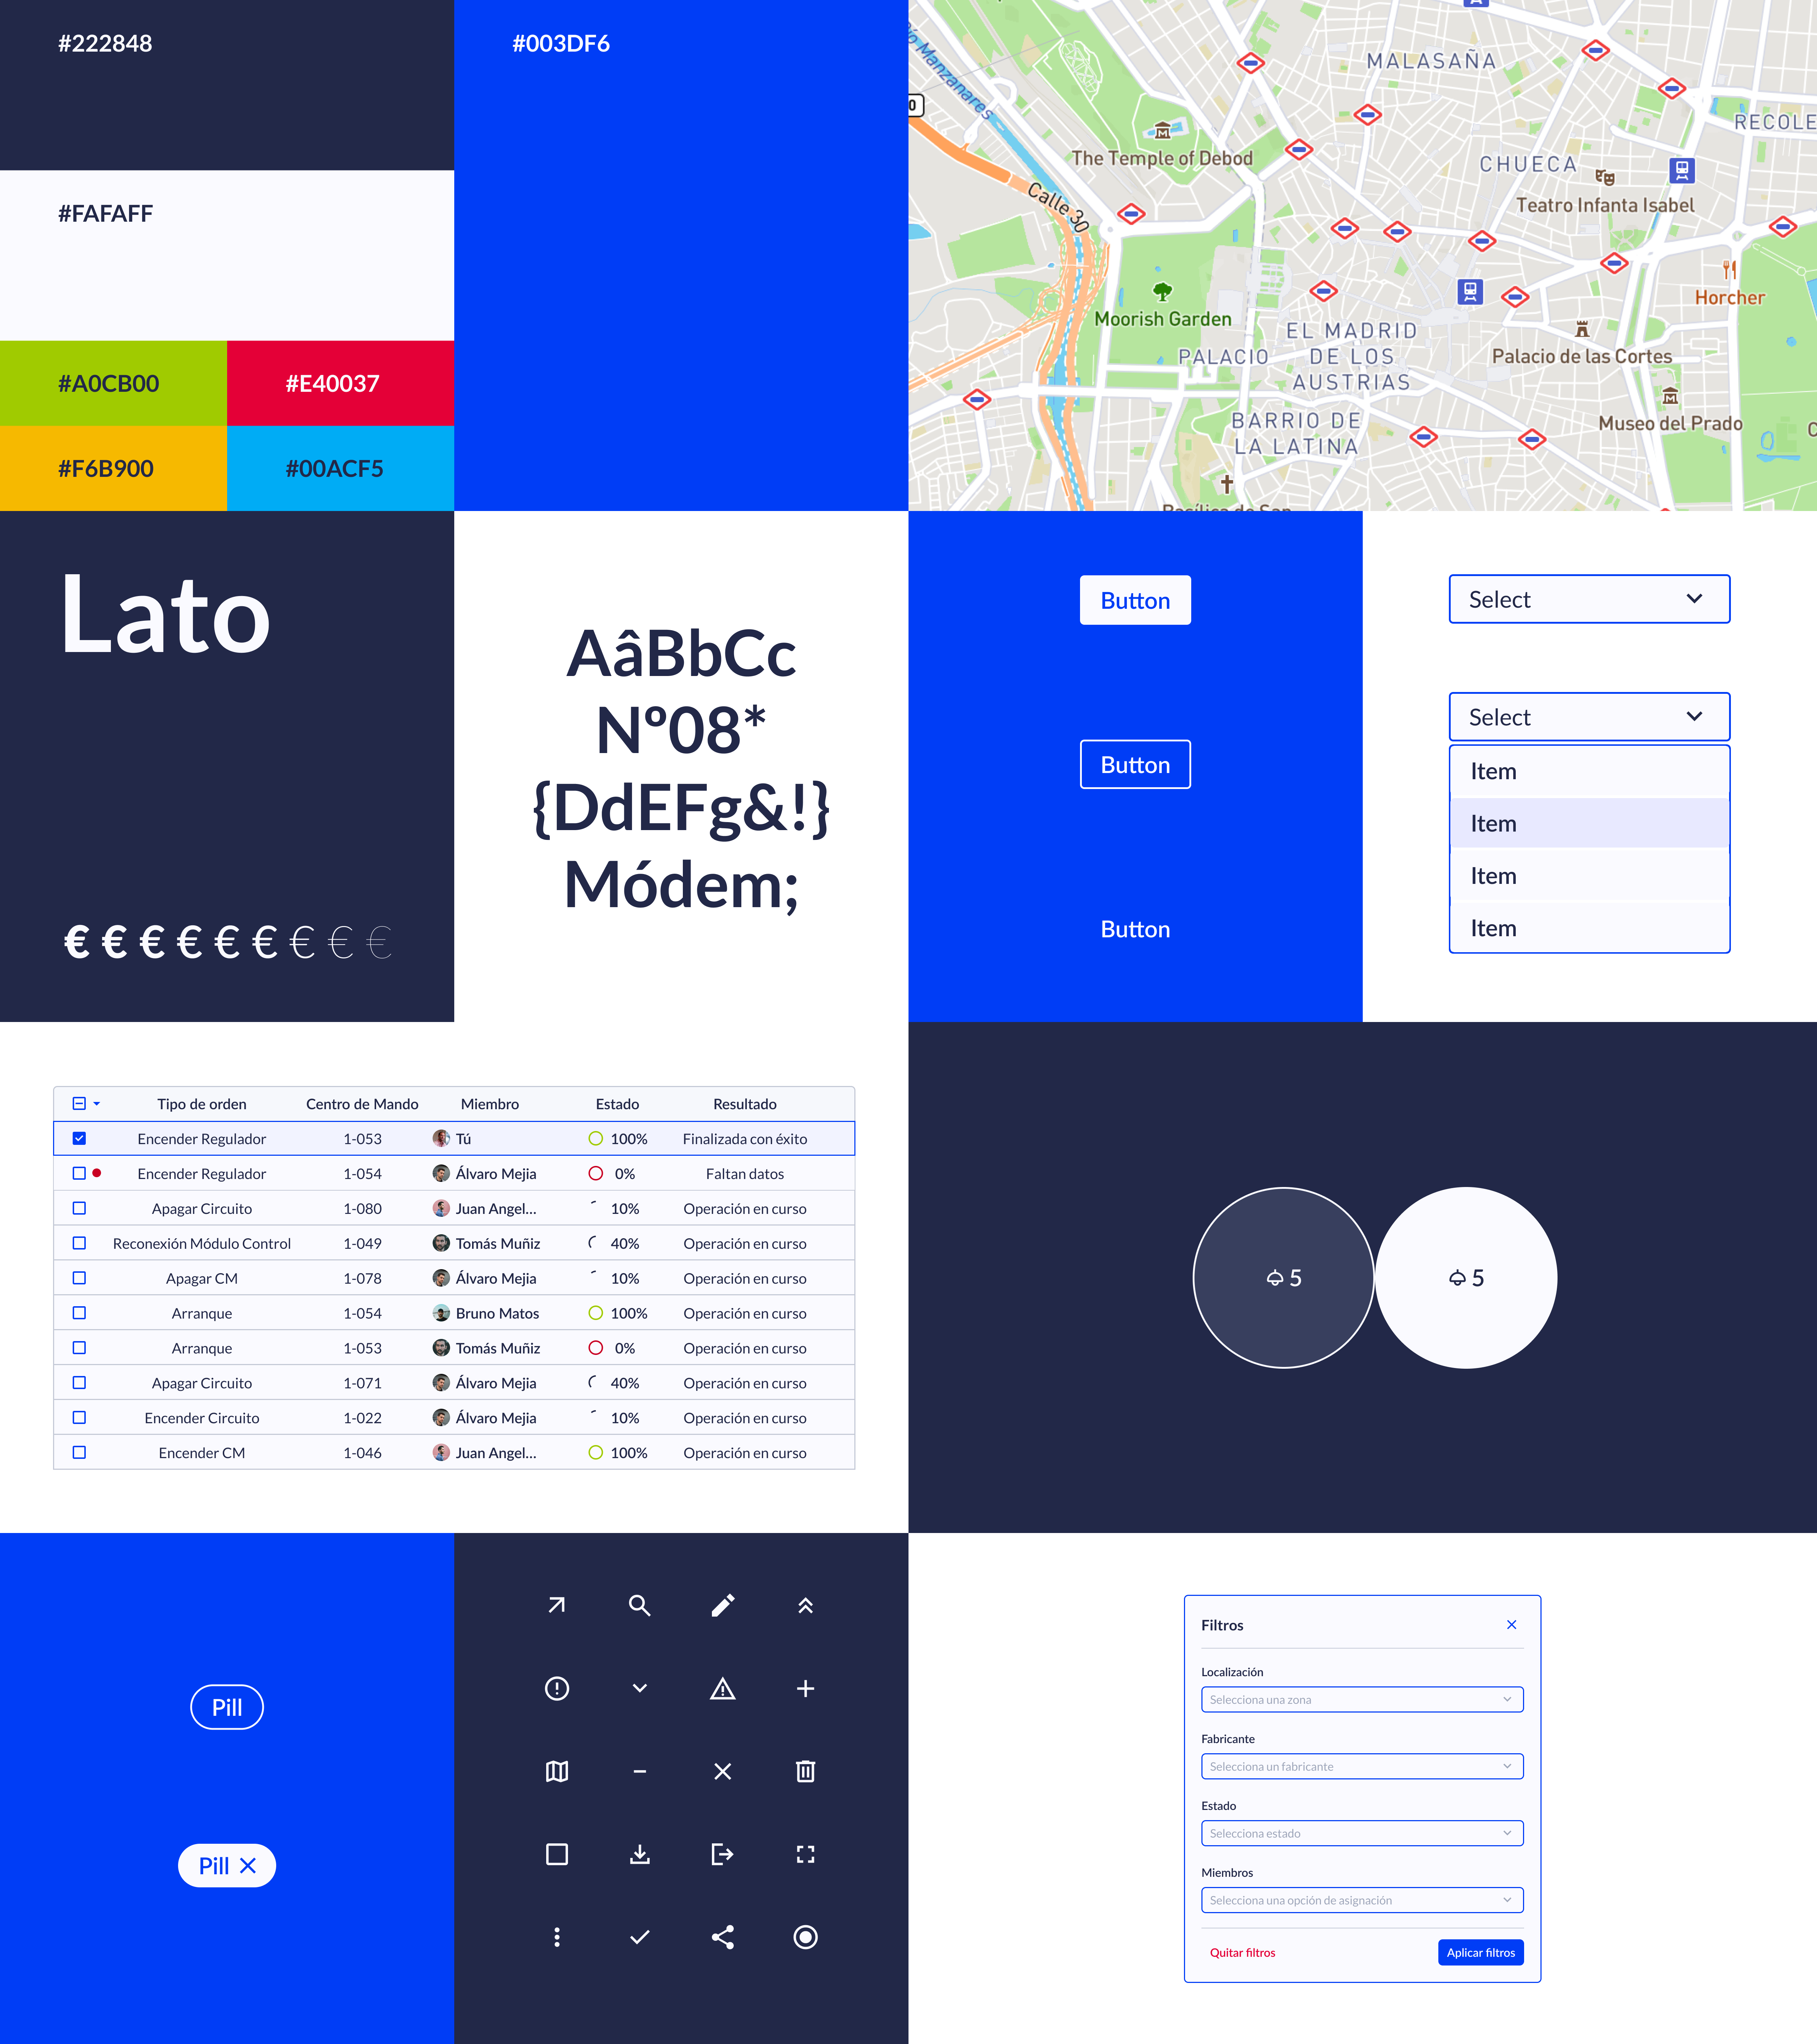 #222848
#003DF6
#FAFAFF
#A0CB00
#E40037
#F6B900
#00ACF5
MALASAÑA
RECOLE
Río Manzanares
The Temple of Debod
CHUECA
Calle 30
Teatro Infanta Isabel
Moorish Garden
Horcher
EL MADRID
DE LOS
AUSTRIAS
PALACIO
Palacio de las Cortes
BARRIO DE
LA LATINA
Museo del Prado
Basílica de San
Lato
€ € € € € € € € €
AâBbCc
Nº08*
{DdEFg&!}
Módem;
Button
Button
Button
Select
Select
Item
Item
Item
Item
Tipo de orden Centro de Mando Miembro Estado Resultado
Encender Regulador 1-053 Tú 100% Finalizada con éxito
Encender Regulador 1-054 Álvaro Mejia 0% Faltan datos
Apagar Circuito 1-080 Juan Angel... 10% Operación en curso
Reconexión Módulo Control 1-049 Tomás Muñiz 40% Operación en curso
Apagar CM 1-078 Álvaro Mejia 10% Operación en curso
Arranque 1-054 Bruno Matos 100% Operación en curso
Arranque 1-053 Tomás Muñiz 0% Operación en curso
Apagar Circuito 1-071 Álvaro Mejia 40% Operación en curso
Encender Circuito 1-022 Álvaro Mejia 10% Operación en curso
Encender CM 1-046 Juan Angel... 100% Operación en curso
5
5
Pill
Pill
Filtros
Localización
Selecciona una zona
Fabricante
Selecciona un fabricante
Estado
Selecciona estado
Miembros
Selecciona una opción de asignación
Quitar filtros
Aplicar filtros